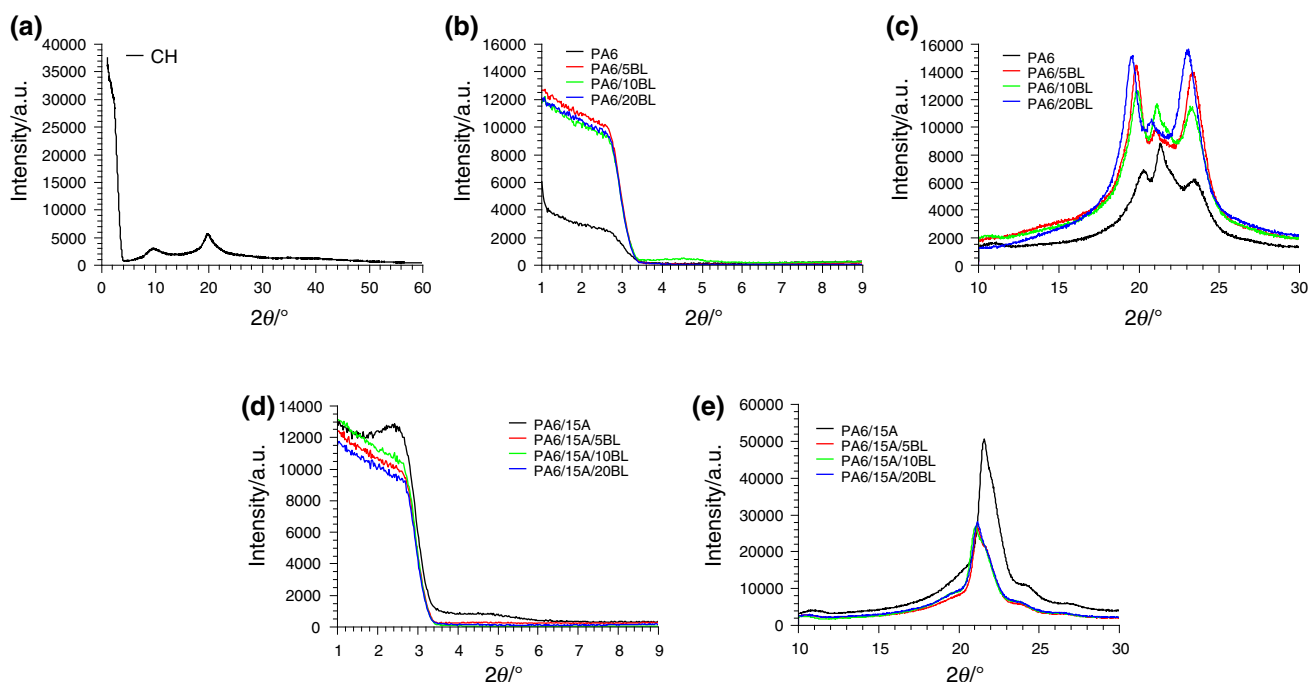 (a)
Intensity/a.u.
40000
35000
30000
25000
20000
15000
10000
5000
0
CH
0 10 20 30 40 50 60
2θ/°
(b)
Intensity/a.u.
16000
14000
12000
10000
8000
6000
4000
2000
0
PA6
PA6/5BL
PA6/10BL
PA6/20BL
1 2 3 4 5 6 7 8 9
2θ/°
(c)
Intensity/a.u.
16000
14000
12000
10000
8000
6000
4000
2000
0
PA6
PA6/5BL
PA6/10BL
PA6/20BL
10 15 20 25 30
2θ/°
(d)
Intensity/a.u.
14000
12000
10000
8000
6000
4000
2000
0
PA6/15A
PA6/15A/5BL
PA6/15A/10BL
PA6/15A/20BL
1 2 3 4 5 6 7 8 9
2θ/°
(e)
Intensity/a.u.
60000
50000
40000
30000
20000
10000
0
PA6/15A
PA6/15A/5BL
PA6/15A/10BL
PA6/15A/20BL
10 15 20 25 30
2θ/°